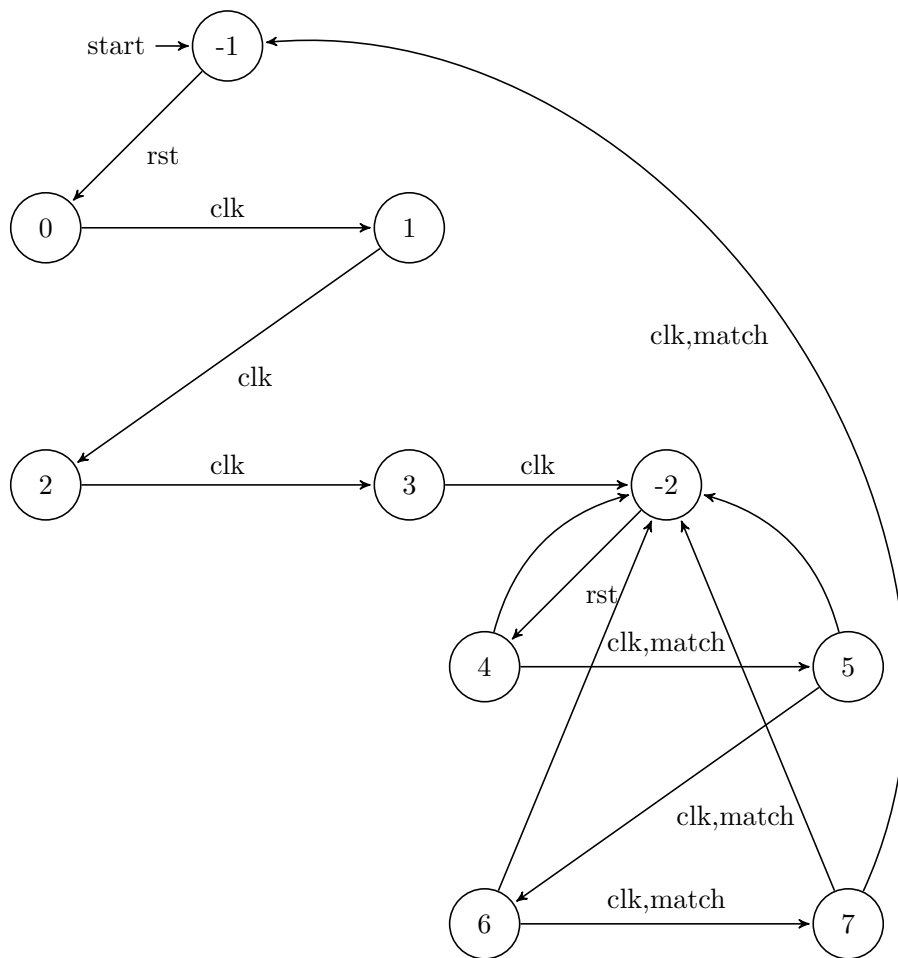 start -1
rst
0 clk 1
clk,match
clk
2 clk 3 clk -2
rst
clk,match
4 5
clk,match
6 clk,match 7